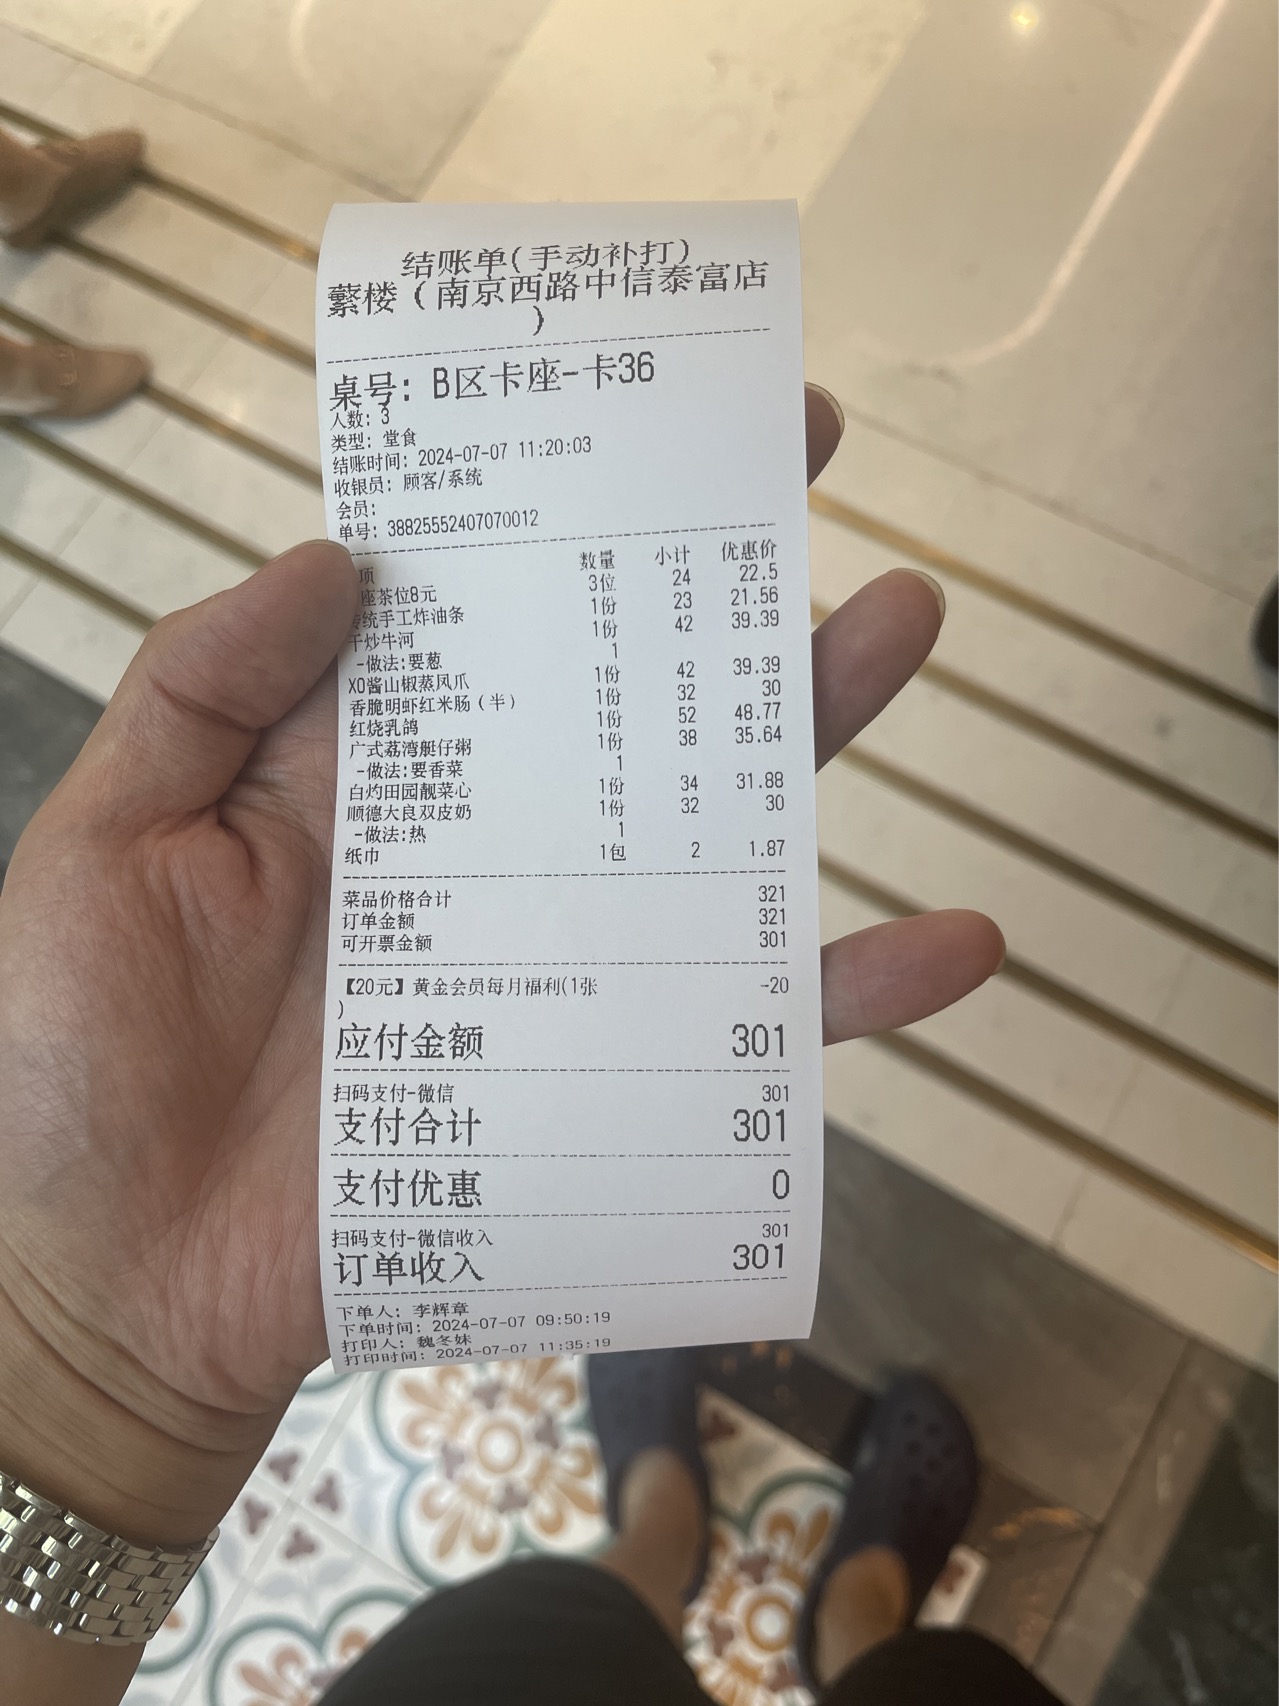 结账单(手动补打)
蘩楼（南京西路中信泰富店
）
桌号: B区卡座-卡36
人数: 3
类型: 堂食
结账时间: 2024-07-07 11:20:03
收银员: 顾客/系统
会员:
单号: 38825552407070012
项 数量 小计 优惠价
座茶位8元 3位 24 22.5
传统手工炸油条 1份 23 21.56
干炒牛河 1份 42 39.39
-做法:要葱 1
XO酱山椒蒸凤爪 1份 42 39.39
香脆明虾红米肠（半） 1份 32 30
红烧乳鸽 1份 52 48.77
广式荔湾艇仔粥 1份 38 35.64
-做法:要香菜 1
白灼田园靓菜心 1份 34 31.88
顺德大良双皮奶 1份 32 30
-做法:热 1
纸巾 1包 2 1.87
菜品价格合计 321
订单金额 321
可开票金额 301
【20元】黄金会员每月福利(1张 -20
)
应付金额 301
扫码支付-微信 301
支付合计 301
支付优惠 0
扫码支付-微信收入 301
订单收入 301
下单人: 李辉章
下单时间: 2024-07-07 09:50:19
打印人: 魏冬妹
打印时间: 2024-07-07 11:35:19